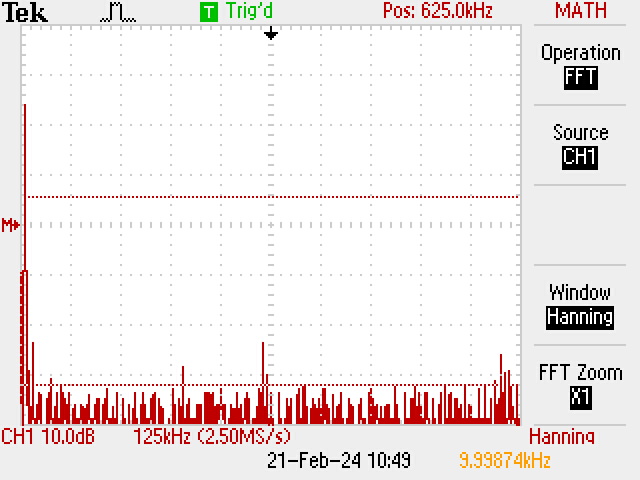 Tek T Trig'd Pos: 625.0kHz MATH
Operation
FFT
Source
CH1
M
Window
Hanning
FFT Zoom
X1
CH1 10.0dB 125kHz (2.50MS/s) Hanning
21-Feb-24 10:49 9.99874kHz